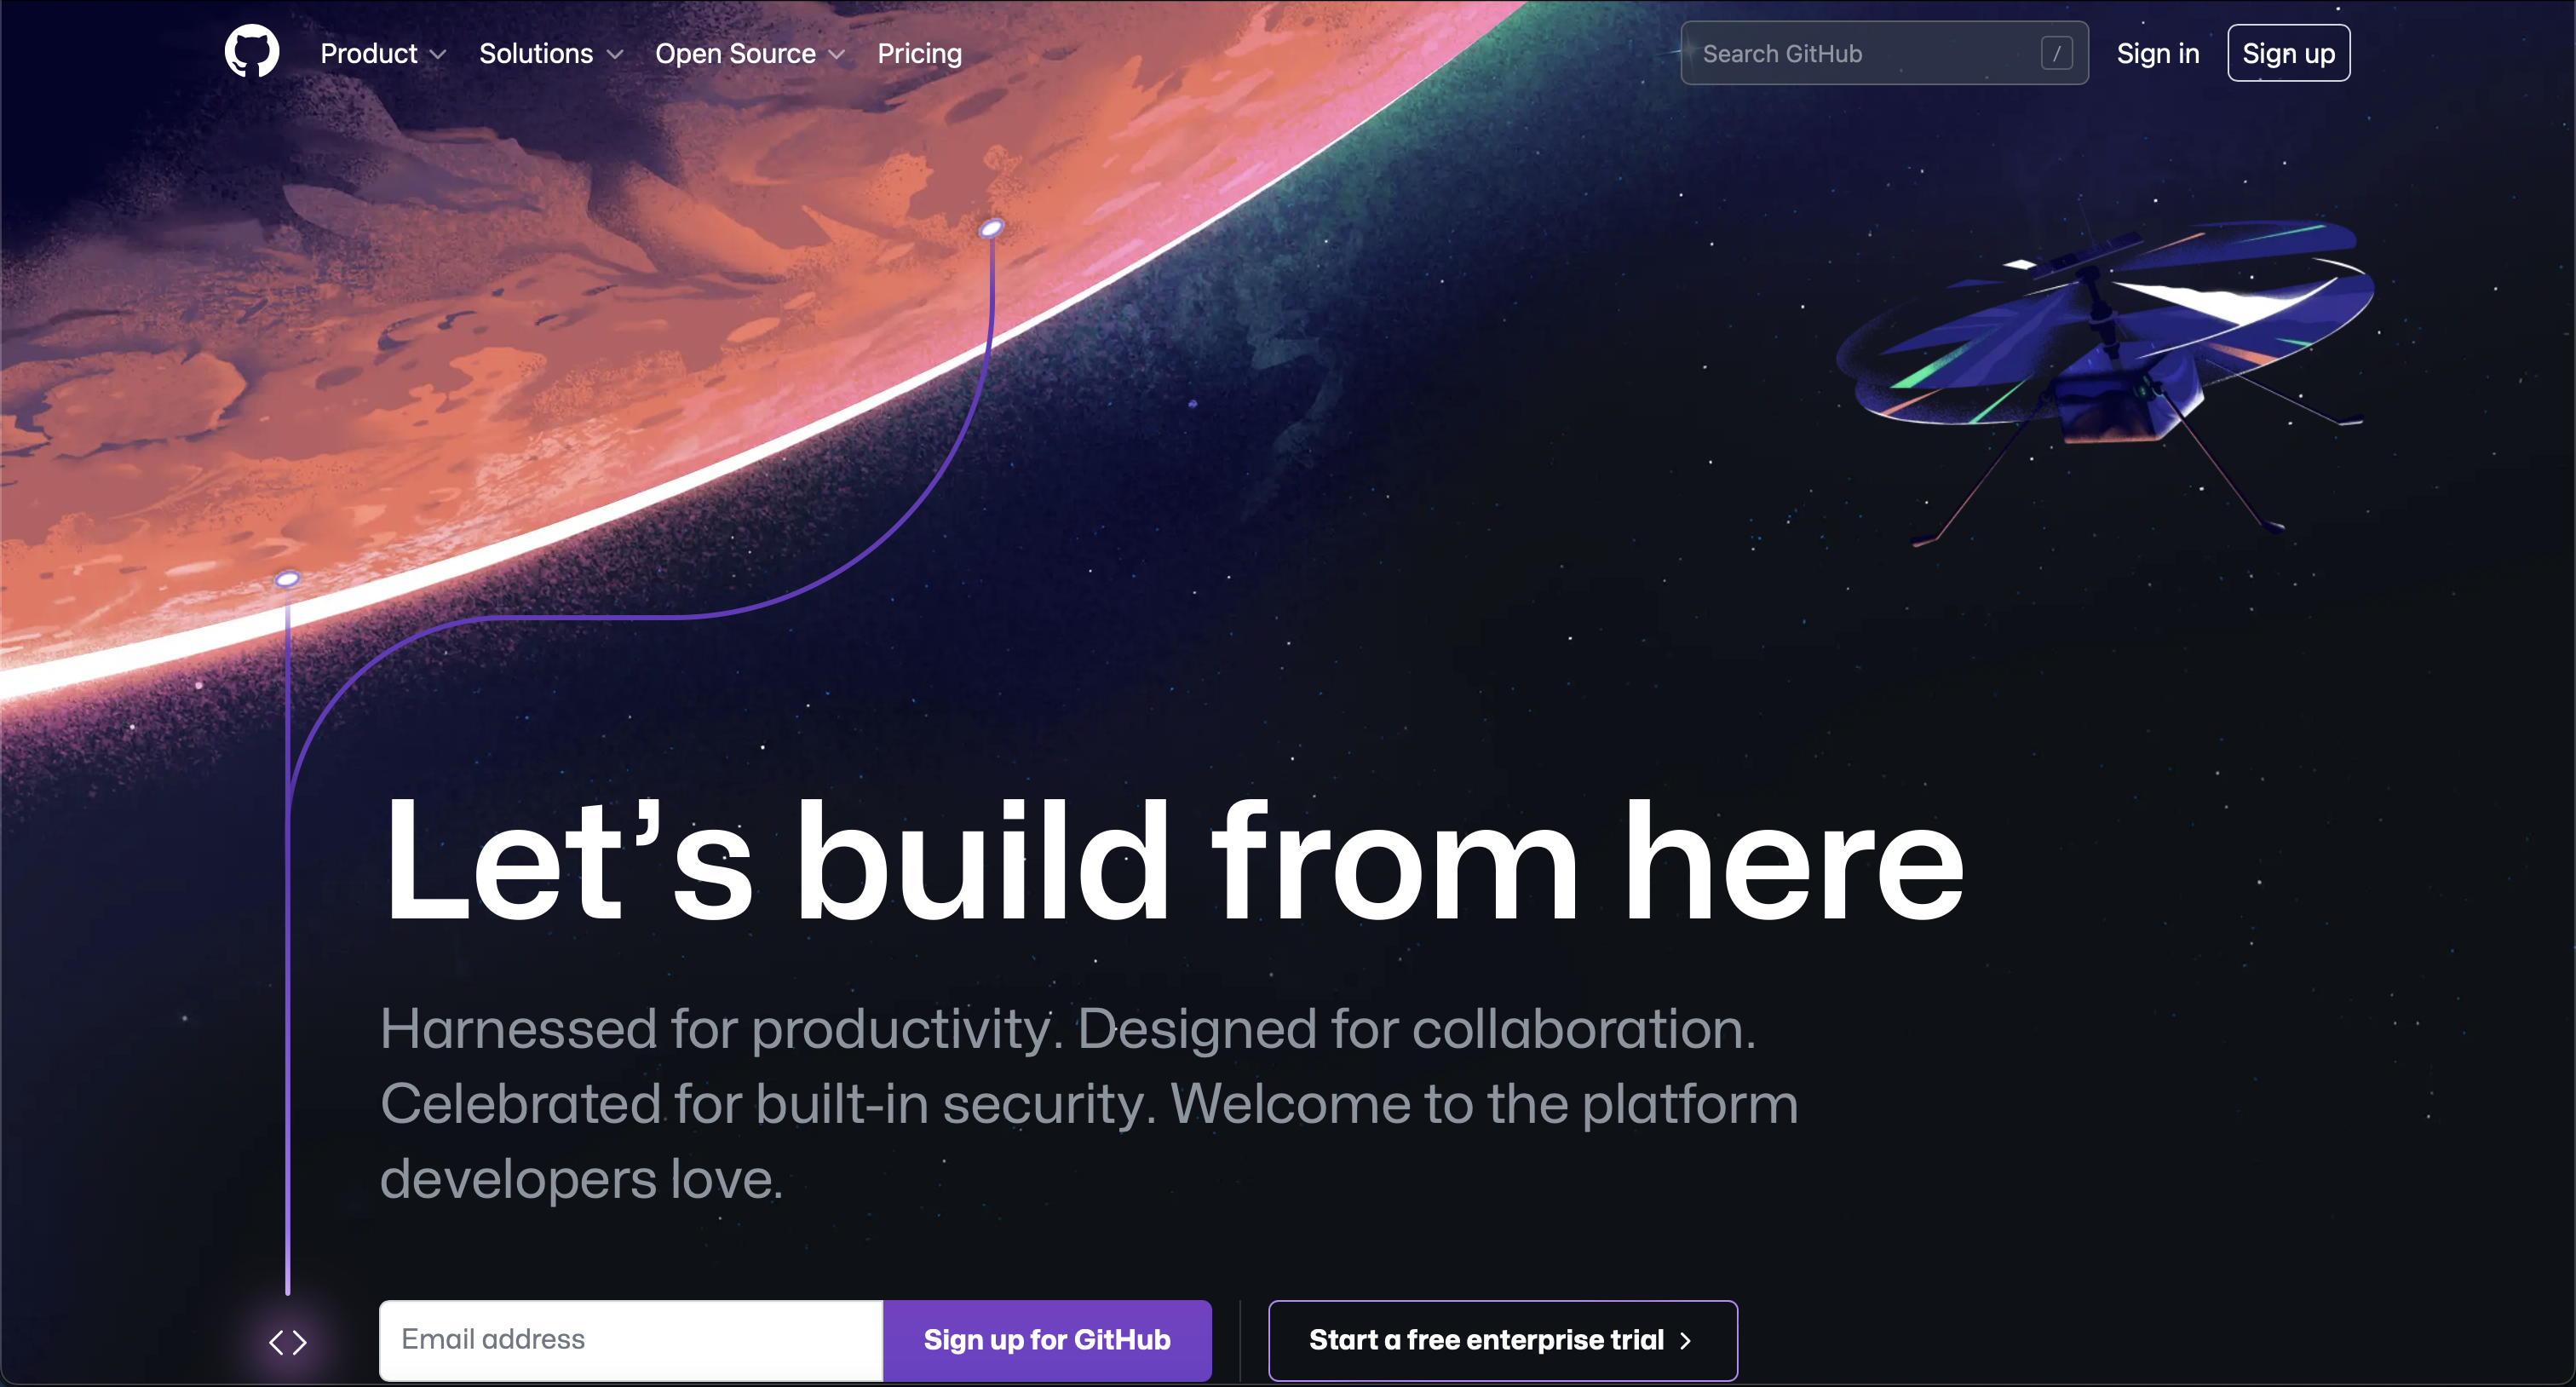 Product
Solutions
Open Source
Pricing
Search GitHub
/
Sign in
Sign up
Let’s build from here
Harnessed for productivity. Designed for collaboration.
Celebrated for built-in security. Welcome to the platform
developers love.
Email address
Sign up for GitHub
Start a free enterprise trial